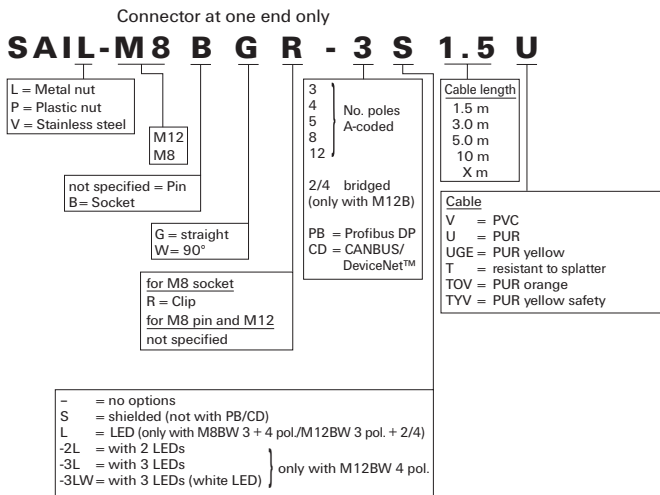 Connector at one end only
SAIL-M8 B G R - 3 S 1.5 U
L = Metal nut
P = Plastic nut
V = Stainless steel
M12
M8
not specified = Pin
B= Socket
G = straight
W= 90°
for M8 socket
R = Clip
for M8 pin and M12
not specified
3
4
5
8
12
No. poles
A-coded
2/4 bridged
(only with M12B)
PB = Profibus DP
CD = CANBUS/
DeviceNet™
Cable length
1.5 m
3.0 m
5.0 m
10 m
X m
Cable
V = PVC
U = PUR
UGE = PUR yellow
T = resistant to splatter
TOV = PUR orange
TYV = PUR yellow safety
– = no options
S = shielded (not with PB/CD)
L = LED (only with M8BW 3 + 4 pol./M12BW 3 pol. + 2/4)
-2L = with 2 LEDs
-3L = with 3 LEDs
-3LW = with 3 LEDs (white LED)
only with M12BW 4 pol.